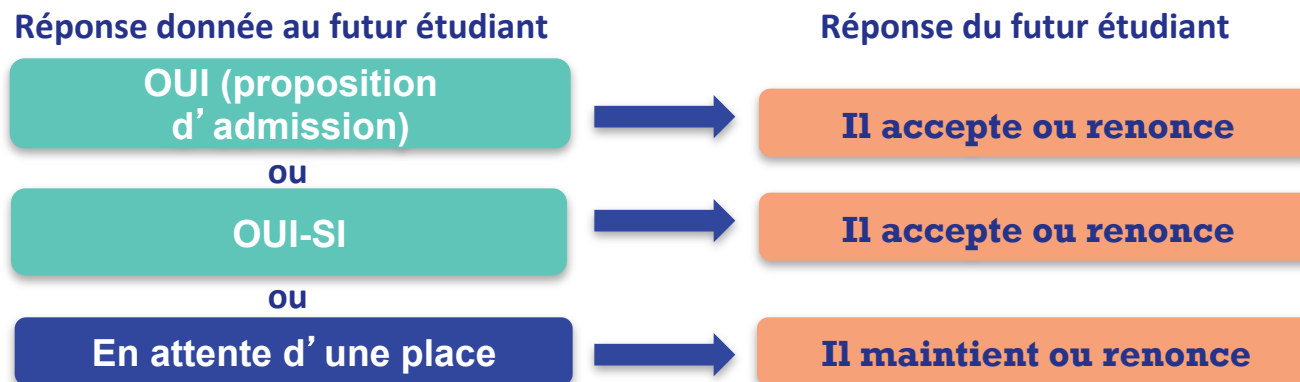 Réponse donnée au futur étudiant
Réponse du futur étudiant
OUI (proposition
d’admission)
Il accepte ou renonce
ou
OUI-SI
Il accepte ou renonce
ou
En attente d’une place
Il maintient ou renonce